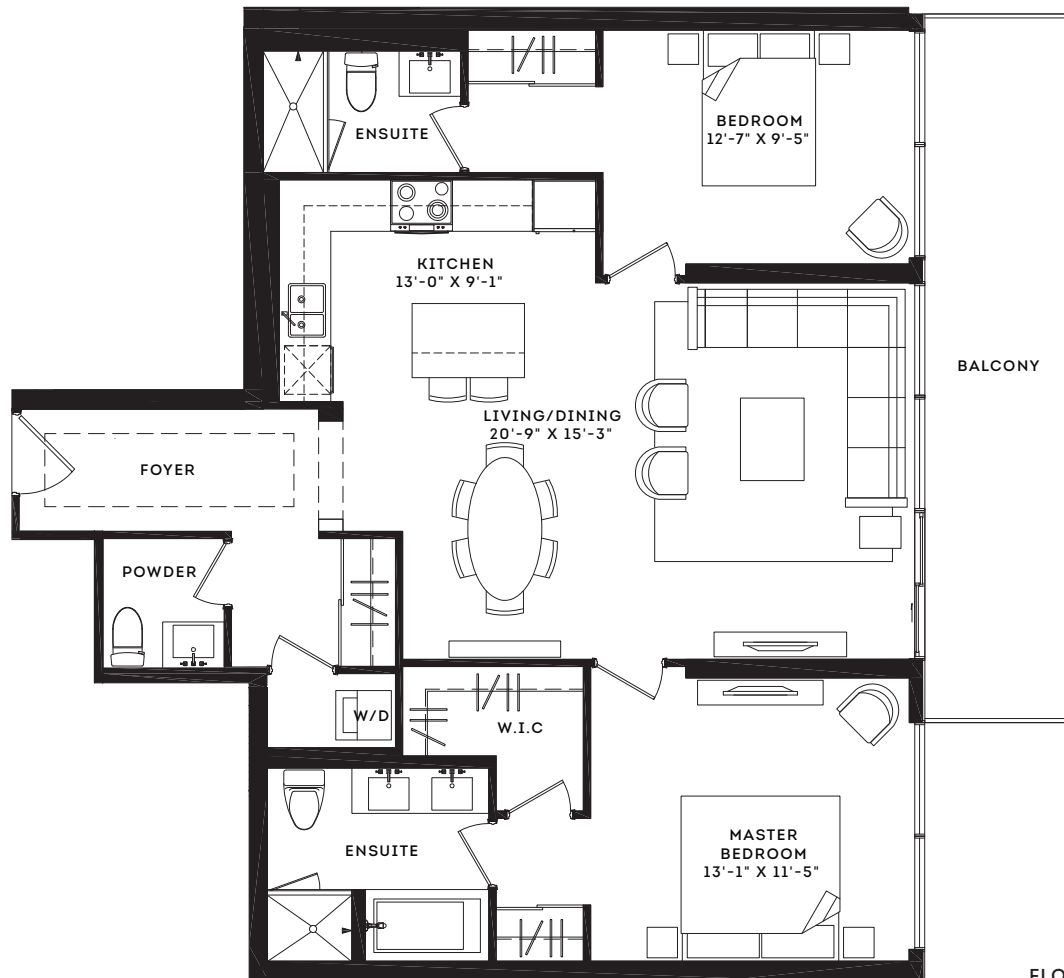 ENSUITE
BEDROOM
12'-7" X 9'-5"
KITCHEN
13'-0" X 9'-1"
BALCONY
LIVING/DINING
20'-9" X 15'-3"
FOYER
POWDER
W/D
W.I.C
ENSUITE
MASTER
BEDROOM
13'-1" X 11'-5"